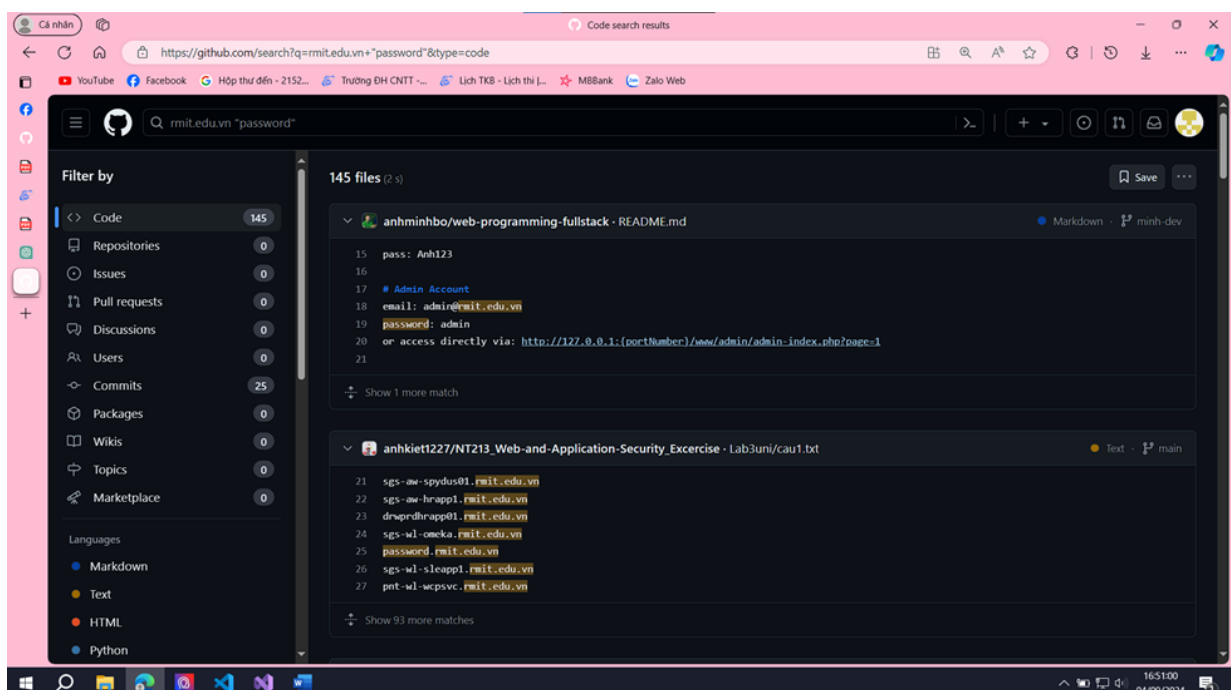 Cá nhân
Code search results
https://github.com/search?q=rmit.edu.vn+"password"&type=code
YouTube Facebook Hộp thư đến - 2152... Trường ĐH CNTT -... Lịch TKB - Lịch thi |... MBBank Zalo Web
rmit.edu.vn "password"
Filter by
Code 145
Repositories 0
Issues 0
Pull requests 0
Discussions 0
Users 0
Commits 25
Packages 0
Wikis 0
Topics 0
Marketplace 0
Languages
Markdown
Text
HTML
Python
145 files (2 s)
Save
anhminhbo/web-programming-fullstack · README.md
Markdown · minh-dev
15 pass: Anh123
16
17 # Admin Account
18 email: admin@rmit.edu.vn
19 password: admin
20 or access directly via: http://127.0.0.1:{portNumber}/www/admin/admin-index.php?page=1
21
Show 1 more match
anhkiet1227/NT213_Web-and-Application-Security_Excercise · Lab3uni/cau1.txt
Text · main
21 sgs-aw-spydus01.rmit.edu.vn
22 sgs-aw-hrapp1.rmit.edu.vn
23 drwprdhrapp01.rmit.edu.vn
24 sgs-wl-omeka.rmit.edu.vn
25 password.rmit.edu.vn
26 sgs-wl-sleapp1.rmit.edu.vn
27 pnt-wl-wcpsvc.rmit.edu.vn
Show 93 more matches
16:51:00